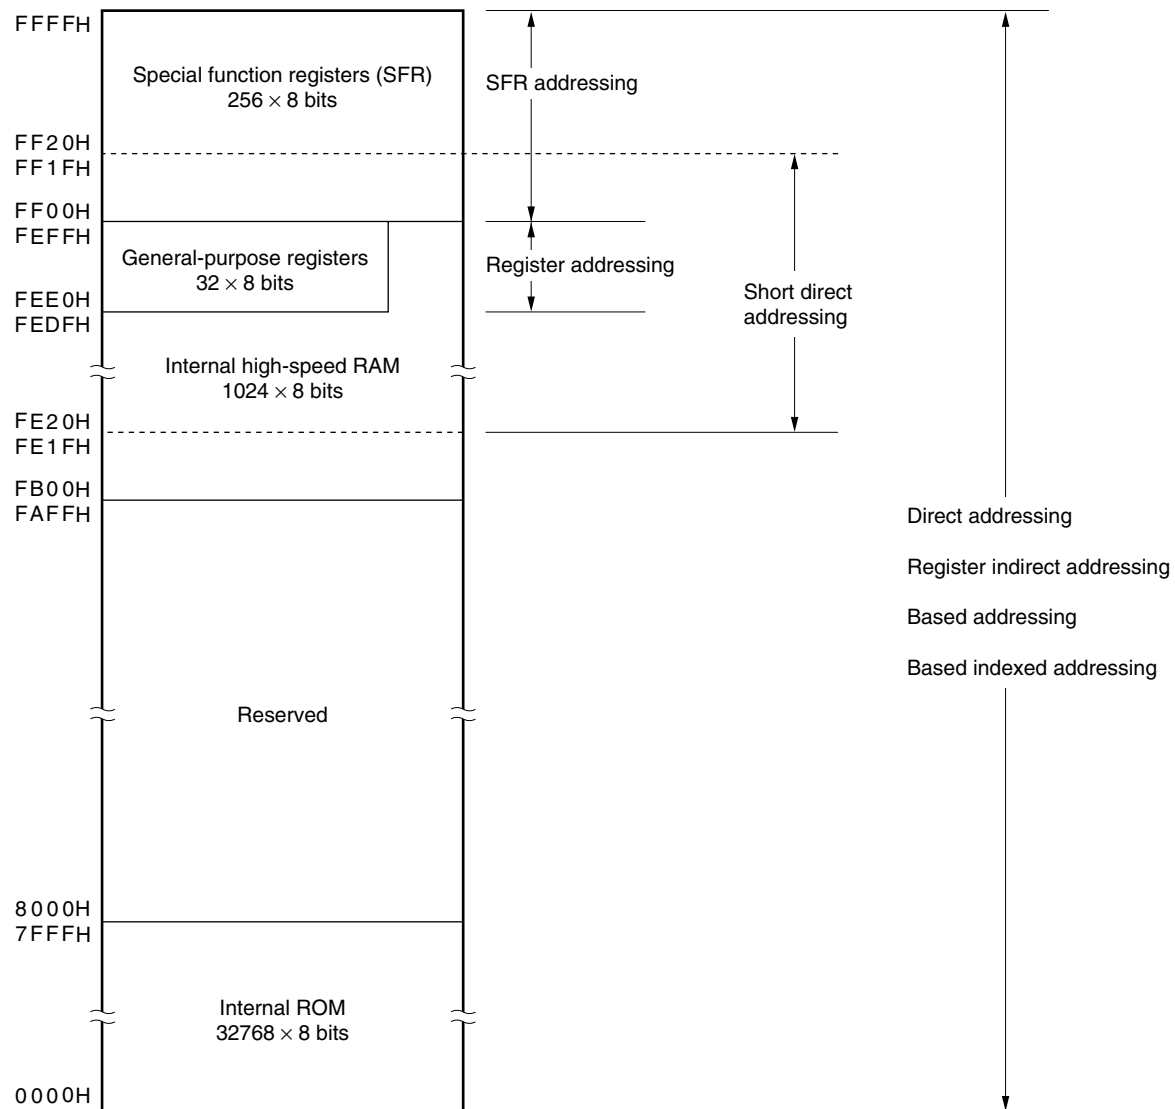 FFFFH
Special function registers (SFR)
256 × 8 bits
SFR addressing
FF20H
FF1FH
FF00H
FEFFH
General-purpose registers
32 × 8 bits
Register addressing
Short direct
addressing
FEE0H
FEDFH
Internal high-speed RAM
1024 × 8 bits
FE20H
FE1FH
FB00H
FAFFH
Direct addressing
Register indirect addressing
Based addressing
Based indexed addressing
Reserved
8000H
7FFFH
Internal ROM
32768 × 8 bits
0000H